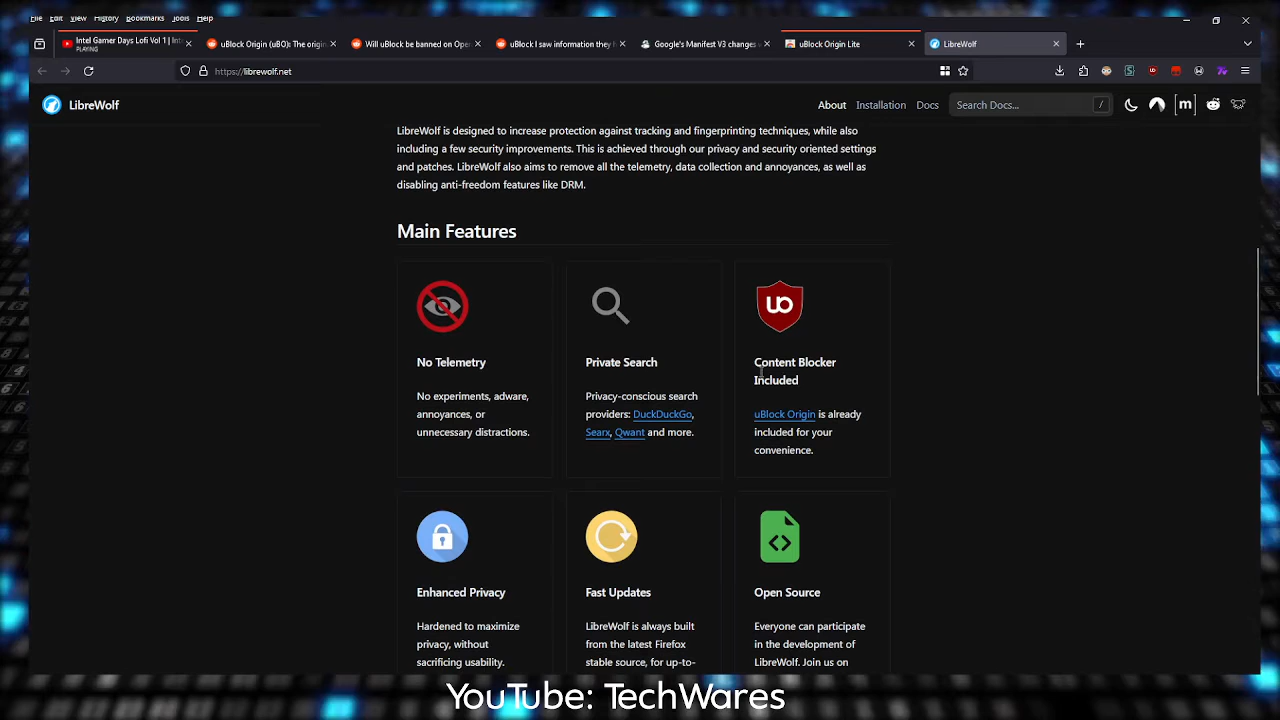 File Edit View History Bookmarks Tools Help
Intel Gamer Days Lofi Vol 1 | Int
PLAYING
uBlock Origin (uBO): The origin
Will uBlock be banned on Oper
uBlock I saw information they h
Google's Manifest V3 changes w
uBlock Origin Lite
LibreWolf
https://librewolf.net
LibreWolf
About Installation Docs Search Docs... / [m]
LibreWolf is designed to increase protection against tracking and fingerprinting techniques, while also
including a few security improvements. This is achieved through our privacy and security oriented settings
and patches. LibreWolf also aims to remove all the telemetry, data collection and annoyances, as well as
disabling anti-freedom features like DRM.
Main Features
No Telemetry
No experiments, adware,
annoyances, or
unnecessary distractions.
Private Search
Privacy-conscious search
providers: DuckDuckGo,
Searx, Qwant and more.
uo
Content Blocker
Included
uBlock Origin is already
included for your
convenience.
Enhanced Privacy
Hardened to maximize
privacy, without
sacrificing usability.
Fast Updates
LibreWolf is always built
from the latest Firefox
stable source, for up-to-
<>
Open Source
Everyone can participate
in the development of
LibreWolf. Join us on
YouTube: TechWares